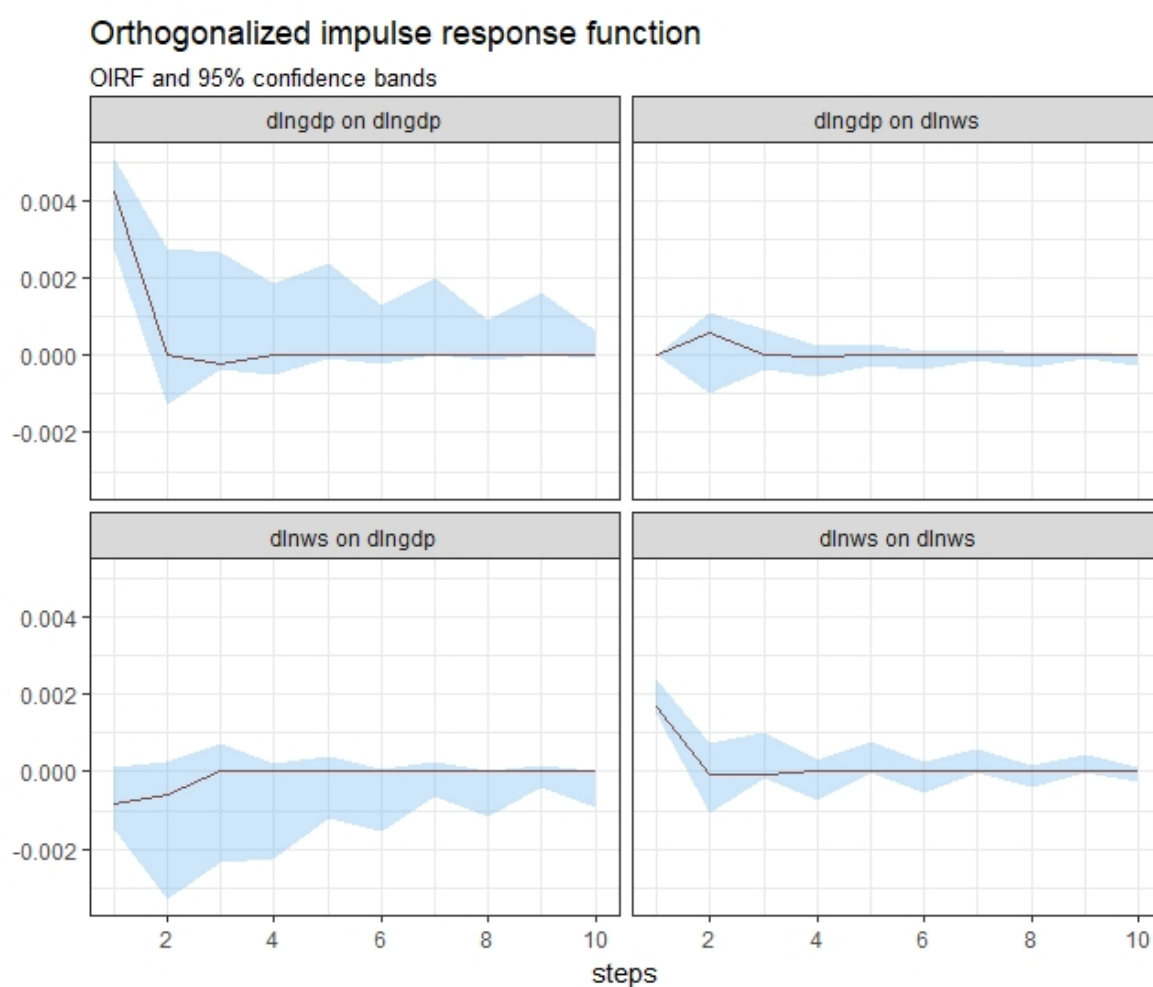 Orthogonalized impulse response function
OIRF and 95% confidence bands
dlngdp on dlngdp
dlngdp on dlnws
0.004
0.002
0.000
-0.002
dlnws on dlngdp
dlnws on dlnws
0.004
0.002
0.000
-0.002
2 4 6 8 10 2 4 6 8 10
steps